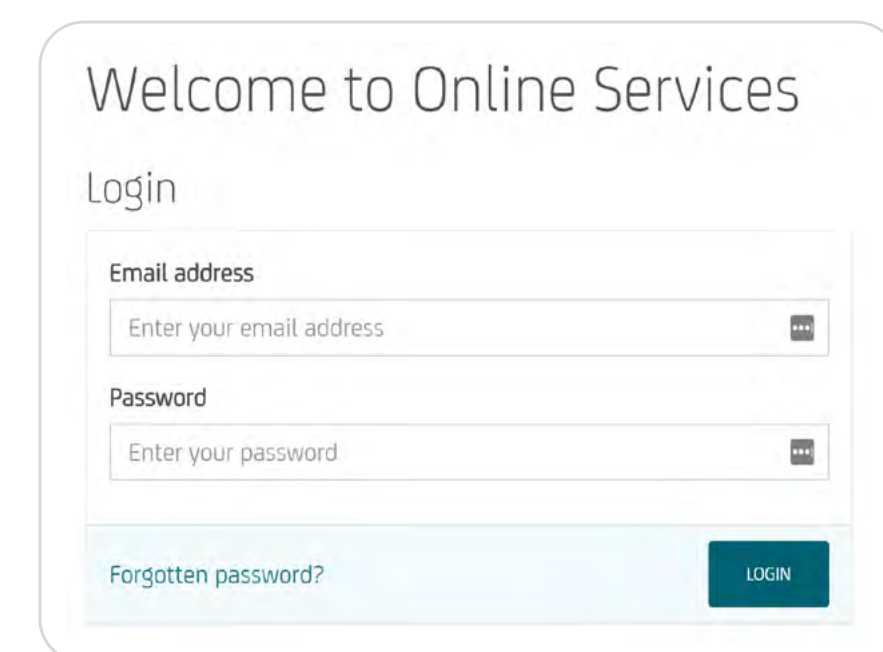 Welcome to Online Services
Login
Email address
Enter your email address
Password
Enter your password
Forgotten password?
LOGIN